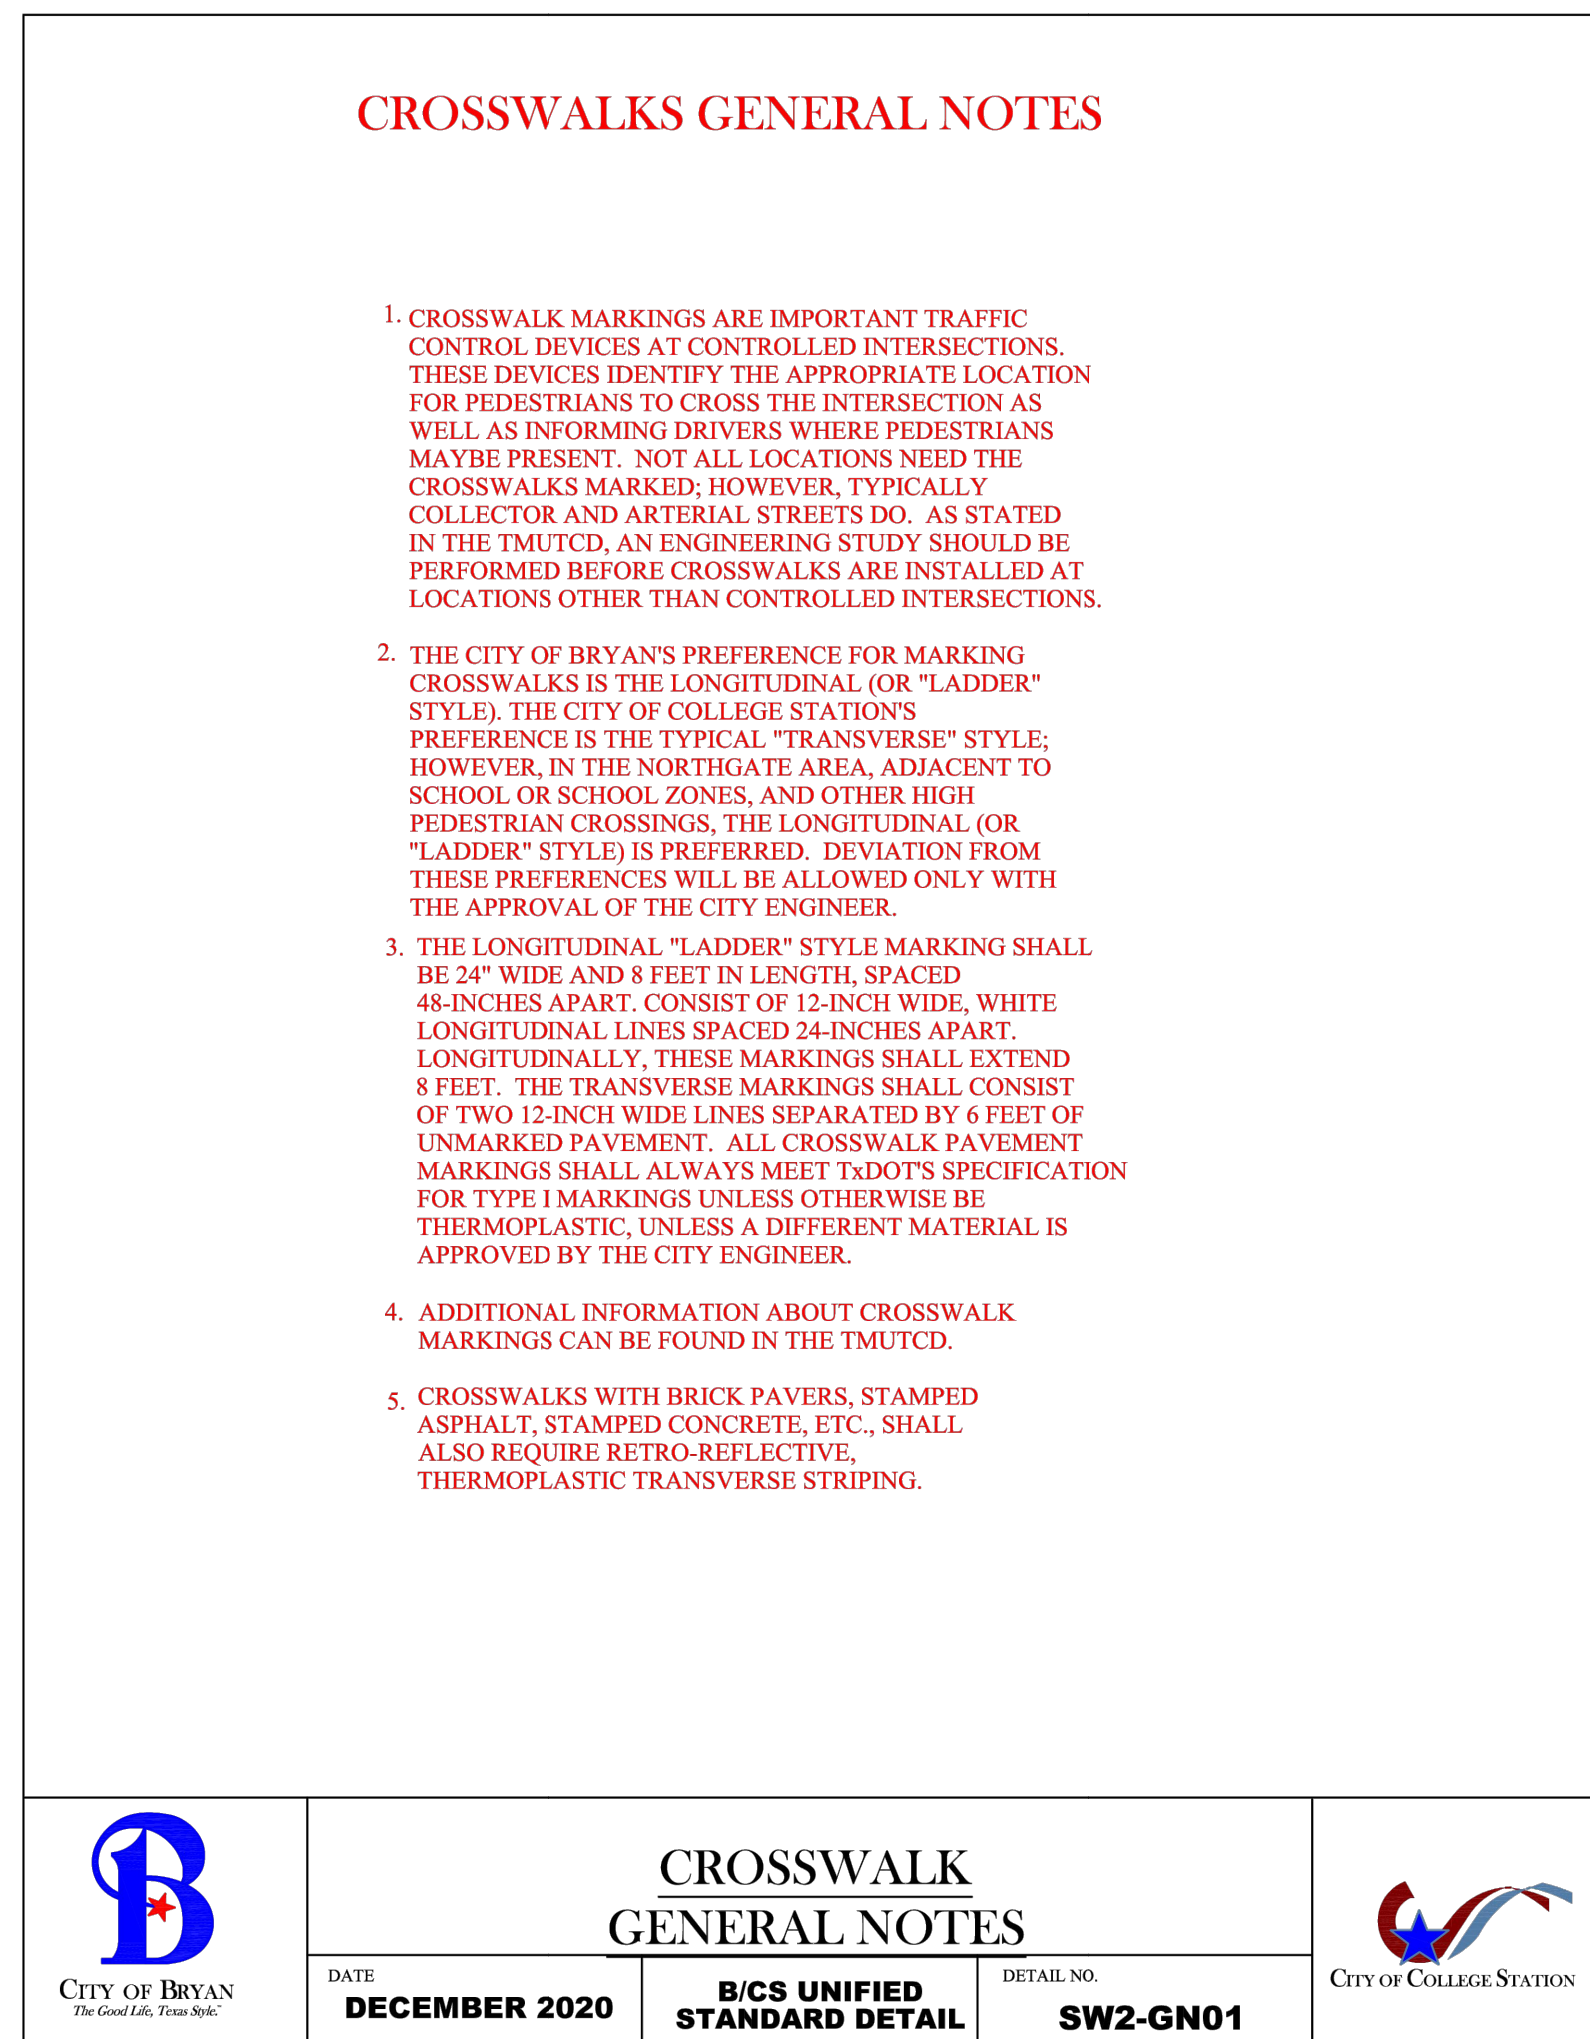 CROSSWALKS GENERAL NOTES
1. CROSSWALK MARKINGS ARE IMPORTANT TRAFFIC
CONTROL DEVICES AT CONTROLLED INTERSECTIONS.
THESE DEVICES IDENTIFY THE APPROPRIATE LOCATION
FOR PEDESTRIANS TO CROSS THE INTERSECTION AS
WELL AS INFORMING DRIVERS WHERE PEDESTRIANS
MAYBE PRESENT.  NOT ALL LOCATIONS NEED THE
CROSSWALKS MARKED; HOWEVER, TYPICALLY
COLLECTOR AND ARTERIAL STREETS DO.  AS STATED
IN THE TMUTCD, AN ENGINEERING STUDY SHOULD BE
PERFORMED BEFORE CROSSWALKS ARE INSTALLED AT
LOCATIONS OTHER THAN CONTROLLED INTERSECTIONS.
2. THE CITY OF BRYAN'S PREFERENCE FOR MARKING
CROSSWALKS IS THE LONGITUDINAL (OR "LADDER"
STYLE). THE CITY OF COLLEGE STATION'S
PREFERENCE IS THE TYPICAL "TRANSVERSE" STYLE;
HOWEVER, IN THE NORTHGATE AREA, ADJACENT TO
SCHOOL OR SCHOOL ZONES, AND OTHER HIGH
PEDESTRIAN CROSSINGS, THE LONGITUDINAL (OR
"LADDER" STYLE) IS PREFERRED.  DEVIATION FROM
THESE PREFERENCES WILL BE ALLOWED ONLY WITH
THE APPROVAL OF THE CITY ENGINEER.
3. THE LONGITUDINAL "LADDER" STYLE MARKING SHALL
BE 24" WIDE AND 8 FEET IN LENGTH, SPACED
48-INCHES APART. CONSIST OF 12-INCH WIDE, WHITE
LONGITUDINAL LINES SPACED 24-INCHES APART.
LONGITUDINALLY, THESE MARKINGS SHALL EXTEND
8 FEET.  THE TRANSVERSE MARKINGS SHALL CONSIST
OF TWO 12-INCH WIDE LINES SEPARATED BY 6 FEET OF
UNMARKED PAVEMENT.  ALL CROSSWALK PAVEMENT
MARKINGS SHALL ALWAYS MEET TxDOT'S SPECIFICATION
FOR TYPE I MARKINGS UNLESS OTHERWISE BE
THERMOPLASTIC, UNLESS A DIFFERENT MATERIAL IS
APPROVED BY THE CITY ENGINEER.
4. ADDITIONAL INFORMATION ABOUT CROSSWALK
MARKINGS CAN BE FOUND IN THE TMUTCD.
5. CROSSWALKS WITH BRICK PAVERS, STAMPED
ASPHALT, STAMPED CONCRETE, ETC., SHALL
ALSO REQUIRE RETRO-REFLECTIVE,
THERMOPLASTIC TRANSVERSE STRIPING.
B
CITY OF BRYAN
The Good Life, Texas Style.™
CROSSWALK
GENERAL NOTES
DATE
DECEMBER 2020
B/CS UNIFIED
STANDARD DETAIL
DETAIL NO.
SW2-GN01
CITY OF COLLEGE STATION